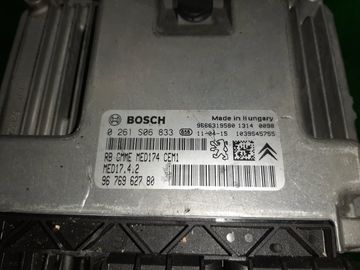 BOSCH
Made in Hungary
9666319580 1314 0098
0 261 S06 833 11-04-15 1039S45755
RB GMME MED174 CEM1
MED17.4.2
96 769 627 80